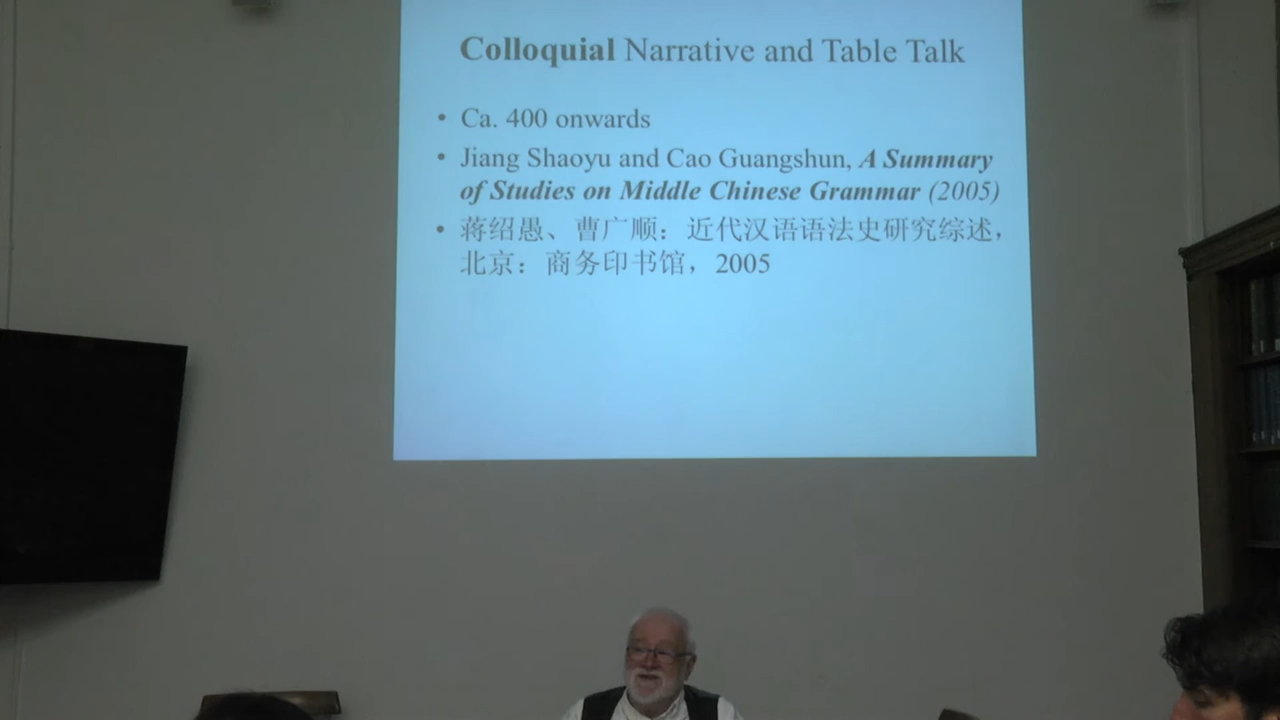 Colloquial Narrative and Table Talk
• Ca. 400 onwards
• Jiang Shaoyu and Cao Guangshun, A Summary
of Studies on Middle Chinese Grammar (2005)
• 蒋绍愚、曹广顺：近代汉语语法史研究综述，
北京：商务印书馆，2005